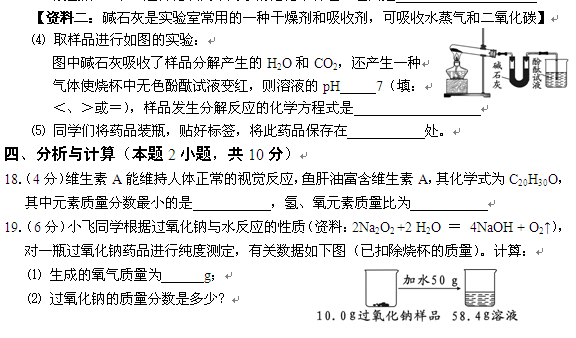 【资料二：碱石灰是实验室常用的一种干燥剂和吸收剂，可吸收水蒸气和二氧化碳】
⑷ 取样品进行如图的实验：
图中碱石灰吸收了样品分解产生的 H₂O 和 CO₂，还产生一种
气体使烧杯中无色酚酞试液变红，则溶液的 pH_____7（填：
＜、＞或＝），样品发生分解反应的化学方程式是__________________
碱石灰
酚酞试液
⑸ 同学们将药品装瓶，贴好标签，将此药品保存在___________处。
四、分析与计算（本题 2 小题，共 10 分）
18.（4 分）维生素 A 能维持人体正常的视觉反应，鱼肝油富含维生素 A，其化学式为 C₂₀H₃₀O，
其中元素质量分数最小的是___________，氢、氧元素质量比为___________
19.（6 分）小飞同学根据过氧化钠与水反应的性质（资料：2Na₂O₂ +2 H₂O ＝ 4NaOH + O₂↑），
对一瓶过氧化钠药品进行纯度测定，有关数据如下图（已扣除烧杯的质量）。计算：
⑴ 生成的氧气质量为______g；
⑵ 过氧化钠的质量分数是多少？
加水50 g
10.0g过氧化钠样品 58.4g溶液